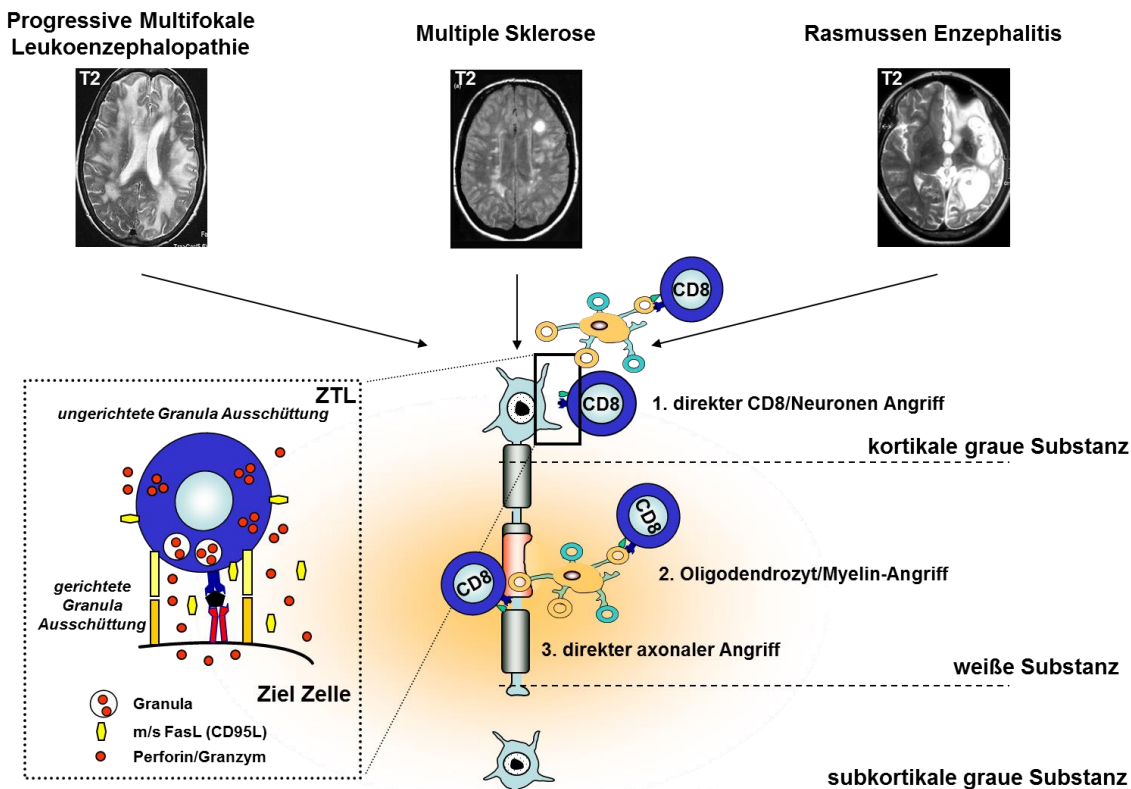 Progressive Multifokale
Leukoenzephalopathie
Multiple Sklerose
Rasmussen Enzephalitis
T2
T2
(a)
T2
CD8
CD8
1. direkter CD8/Neuronen Angriff
kortikale graue Substanz
ZTL
ungerichtete Granula Ausschüttung
gerichtete
Granula
Ausschüttung
Ziel Zelle
Granula
m/s FasL (CD95L)
Perforin/Granzym
CD8
CD8
2. Oligodendrozyt/Myelin-Angriff
3. direkter axonaler Angriff
weiße Substanz
subkortikale graue Substanz